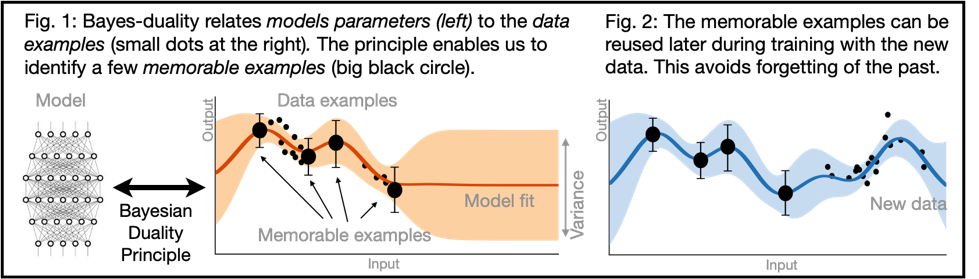 Fig. 1: Bayes-duality relates models parameters (left) to the data
examples (small dots at the right). The principle enables us to
identify a few memorable examples (big black circle).
Model
Output
Data examples
Bayesian
Duality
Principle
Memorable examples
Model fit
Variance
Input
Fig. 2: The memorable examples can be
reused later during training with the new
data. This avoids forgetting of the past.
Output
New data
Input